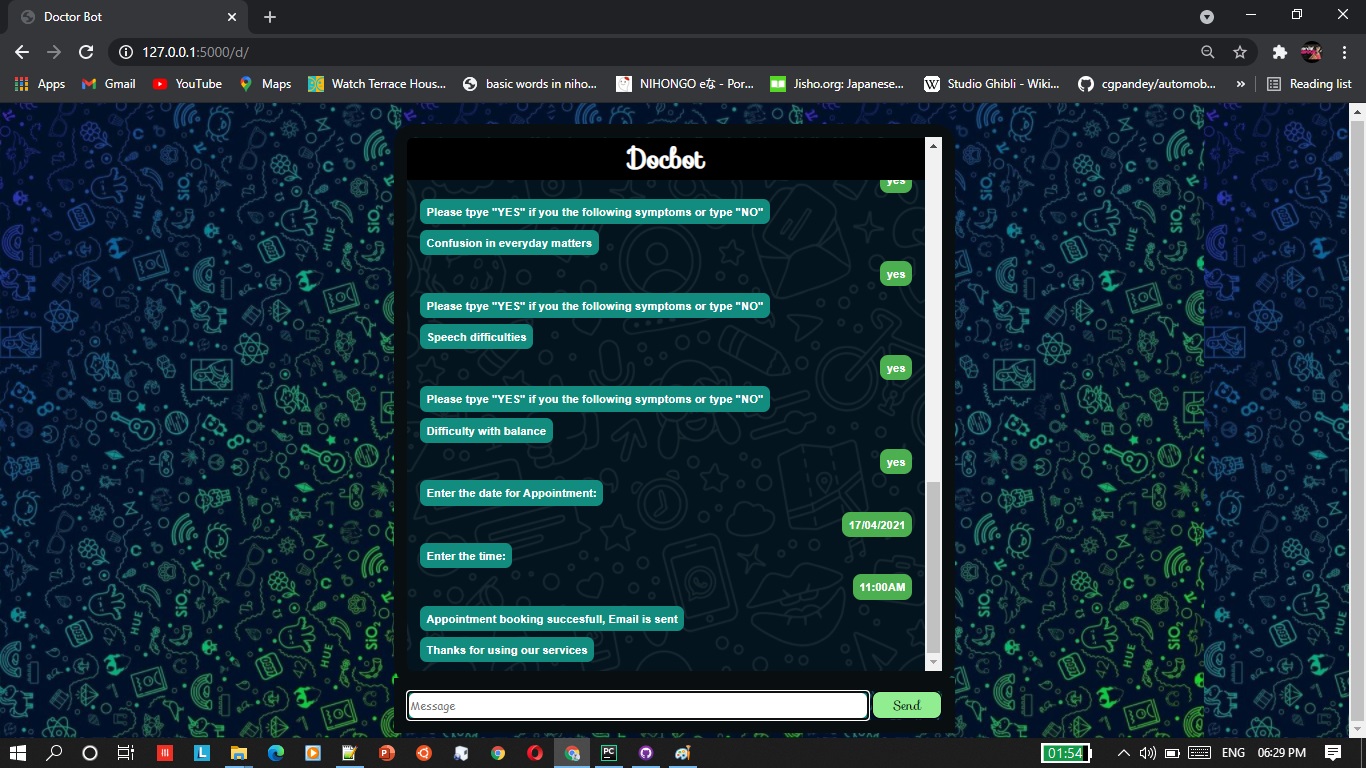 Doctor Bot
127.0.0.1:5000/d/
Apps
Gmail
YouTube
Maps
Watch Terrace Hous...
basic words in niho...
NIHONGO eな - Por...
Jisho.org: Japanese...
Studio Ghibli - Wiki...
cgpandey/automob...
»
Reading list
Docbot
yes
Please tpye "YES" if you the following symptoms or type "NO"
Confusion in everyday matters
yes
Please tpye "YES" if you the following symptoms or type "NO"
Speech difficulties
yes
Please tpye "YES" if you the following symptoms or type "NO"
Difficulty with balance
yes
Enter the date for Appointment:
17/04/2021
Enter the time:
11:00AM
Appointment booking succesfull, Email is sent
Thanks for using our services
Message
Send
01:54
ENG
06:29 PM